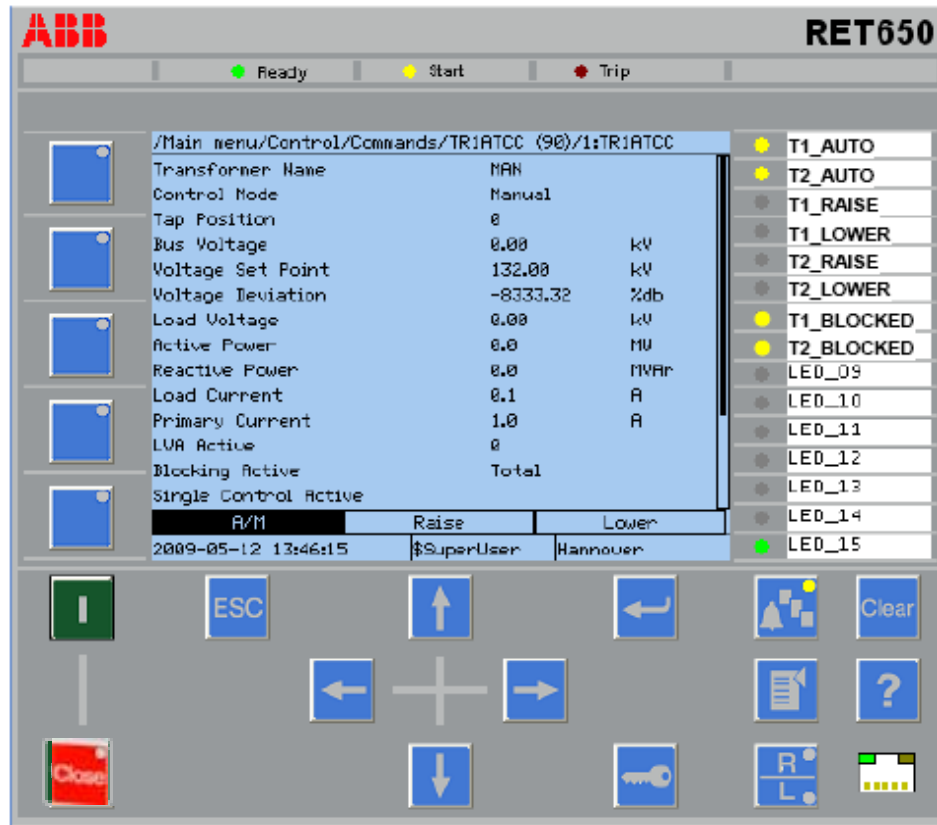 ABB
RET650
Ready Start Trip
/Main menu/Control/Commands/TR1ATCC (90)/1:TR1ATCC
Transformer Name MAN
Control Mode Manual
Tap Position 0
Bus Voltage 0.00 kV
Voltage Set Point 132.00 kV
Voltage Deviation -8333.32 %db
Load Voltage 0.00 kV
Active Power 0.0 MW
Reactive Power 0.0 MVAr
Load Current 0.1 A
Primary Current 1.0 A
LVA Active 0
Blocking Active Total
Single Control Active
A/M Raise Lower
2009-05-12 13:46:15 $SuperUser Hannover
T1_AUTO
T2_AUTO
T1_RAISE
T1_LOWER
T2_RAISE
T2_LOWER
T1_BLOCKED
T2_BLOCKED
LED_09
LED_10
LED_11
LED_12
LED_13
LED_14
LED_15
I
ESC
Clear
?
Close
R
L